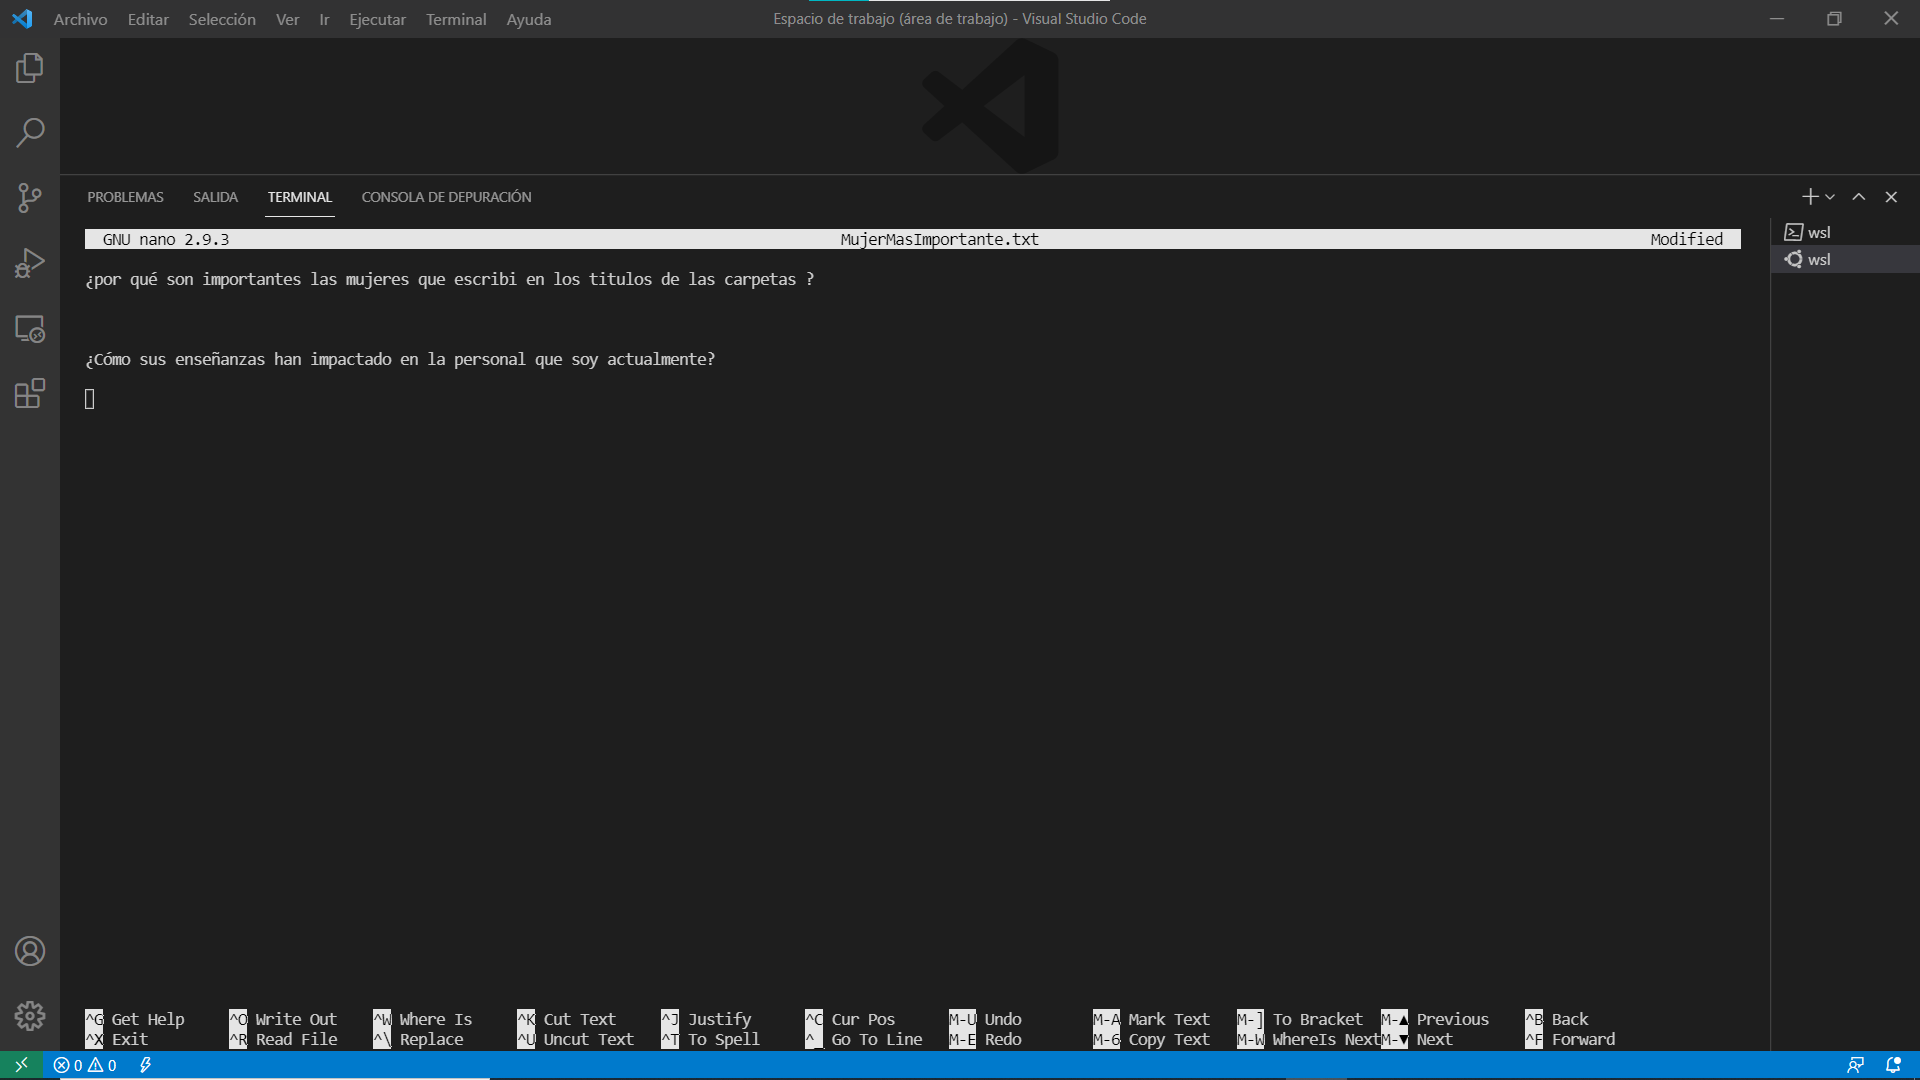 Archivo Editar Selección Ver Ir Ejecutar Terminal Ayuda Espacio de trabajo (área de trabajo) - Visual Studio Code
PROBLEMAS SALIDA TERMINAL CONSOLA DE DEPURACIÓN
GNU nano 2.9.3 MujerMasImportante.txt Modified
wsl
wsl
¿por qué son importantes las mujeres que escribi en los titulos de las carpetas ?
¿Cómo sus enseñanzas han impactado en la personal que soy actualmente?
^G Get Help ^O Write Out ^W Where Is ^K Cut Text ^J Justify ^C Cur Pos M-U Undo M-A Mark Text M-] To Bracket M-▲ Previous ^B Back
^X Exit ^R Read File ^\ Replace ^U Uncut Text ^T To Spell ^_ Go To Line M-E Redo M-6 Copy Text M-W WhereIs Next M-▼ Next ^F Forward
0 0